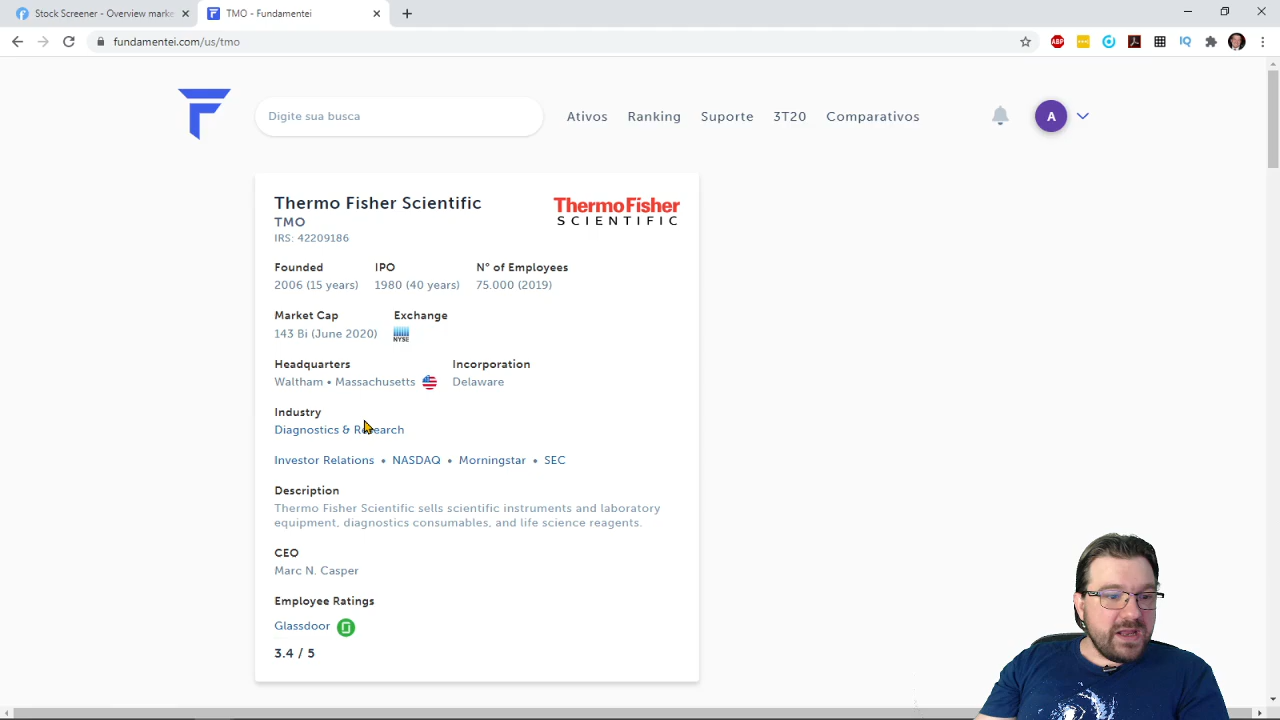 Stock Screener - Overview marke
TMO - Fundamentei
fundamentei.com/us/tmo
ABP
IQ
F
Digite sua busca
Ativos
Ranking
Suporte
3T20
Comparativos
A
Thermo Fisher Scientific
TMO
IRS: 42209186
ThermoFisher
SCIENTIFIC
Founded
IPO
N° of Employees
2006 (15 years)
1980 (40 years)
75.000 (2019)
Market Cap
Exchange
143 Bi (June 2020)
NYSE
Headquarters
Incorporation
Waltham • Massachusetts
Delaware
Industry
Diagnostics & Research
Investor Relations • NASDAQ • Morningstar • SEC
Description
Thermo Fisher Scientific sells scientific instruments and laboratory
equipment, diagnostics consumables, and life science reagents.
CEO
Marc N. Casper
Employee Ratings
Glassdoor
3.4 / 5